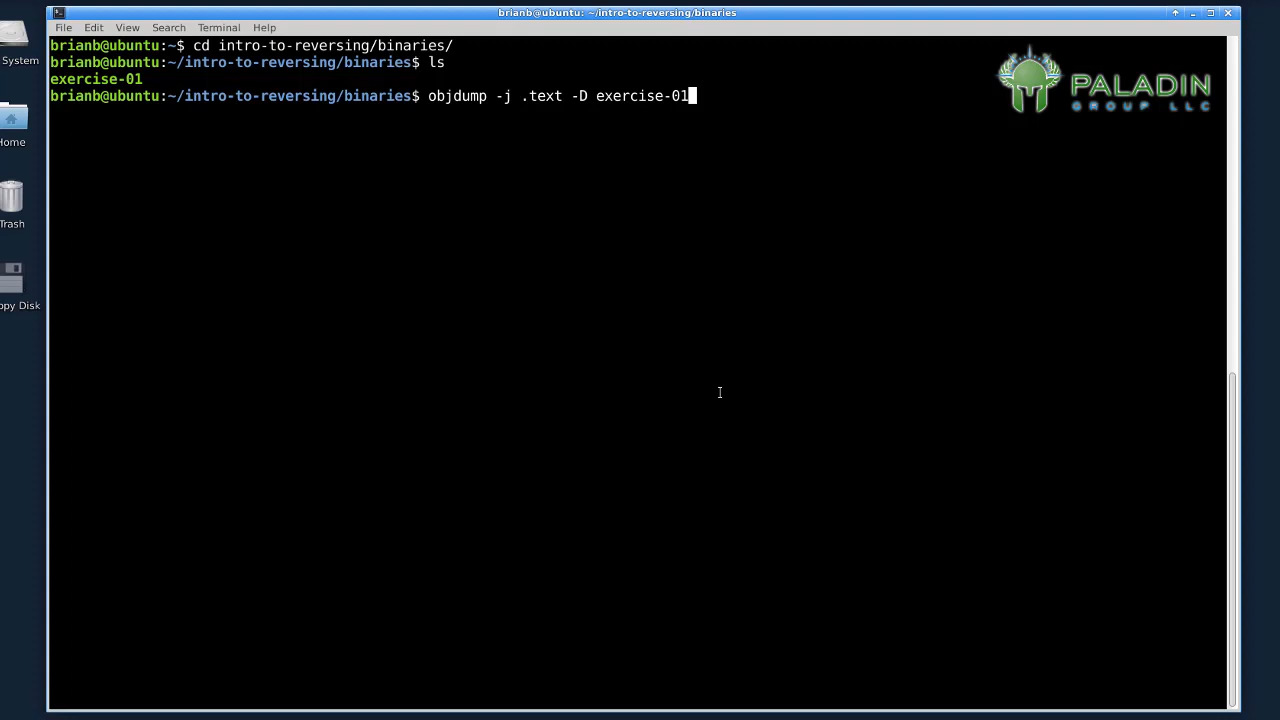 brianb@ubuntu: ~/intro-to-reversing/binaries
File Edit View Search Terminal Help
brianb@ubuntu:~$ cd intro-to-reversing/binaries/
brianb@ubuntu:~/intro-to-reversing/binaries$ ls
exercise-01
brianb@ubuntu:~/intro-to-reversing/binaries$ objdump -j .text -D exercise-01
PALADIN
GROUP LLC
System
Home
Trash
ppy Disk